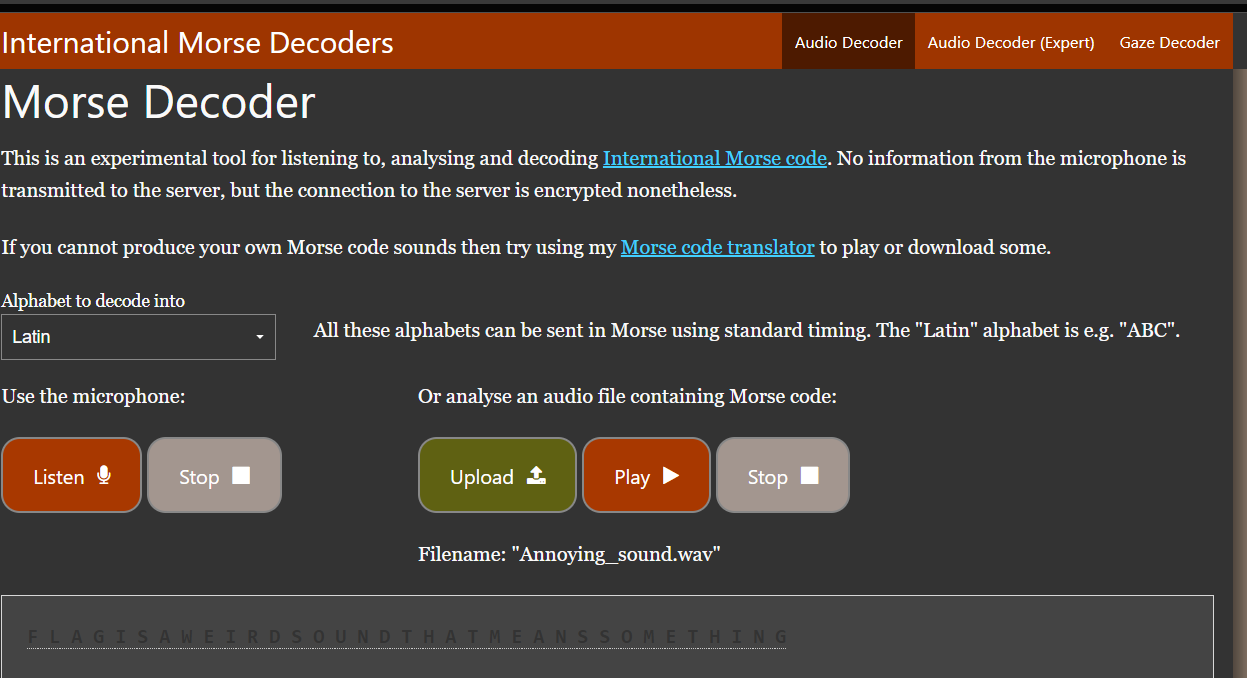 International Morse Decoders
Audio Decoder
Audio Decoder (Expert)
Gaze Decoder
Morse Decoder
This is an experimental tool for listening to, analysing and decoding International Morse code. No information from the microphone is
transmitted to the server, but the connection to the server is encrypted nonetheless.
If you cannot produce your own Morse code sounds then try using my Morse code translator to play or download some.
Alphabet to decode into
Latin
All these alphabets can be sent in Morse using standard timing. The "Latin" alphabet is e.g. "ABC".
Use the microphone:
Or analyse an audio file containing Morse code:
Listen
Stop
Upload
Play
Stop
Filename: "Annoying_sound.wav"
F L A G I S A W E I R D S O U N D T H A T M E A N S S O M E T H I N G